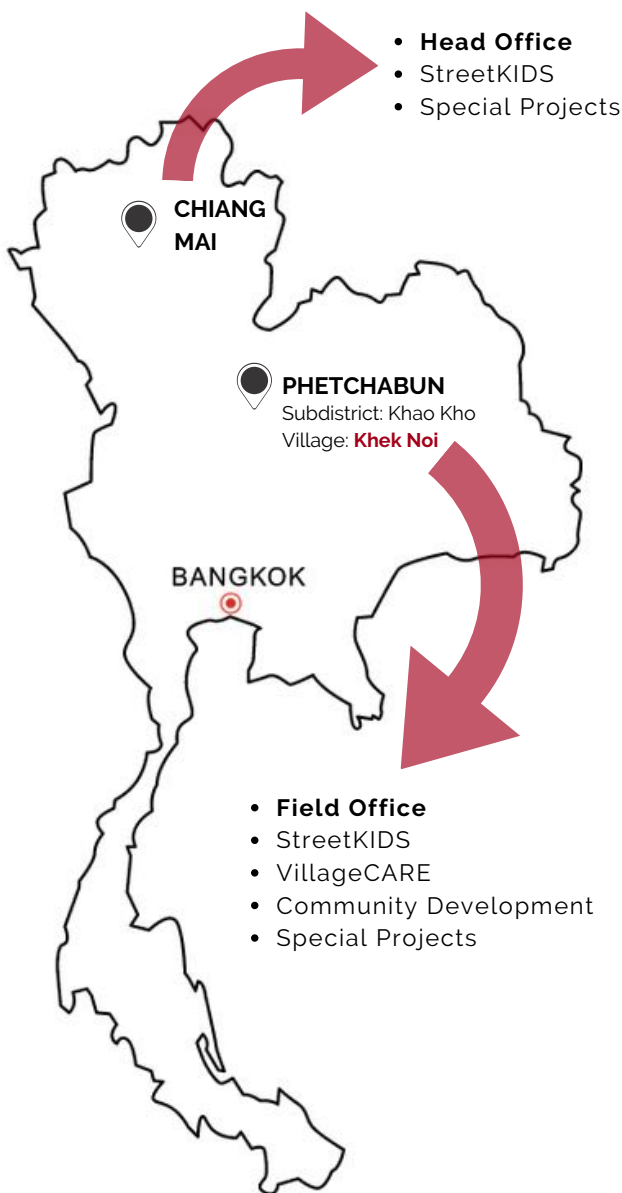 • Head Office
• StreetKIDS
• Special Projects
CHIANG
MAI
PHETCHABUN
Subdistrict: Khao Kho
Village: Khek Noi
BANGKOK
• Field Office
• StreetKIDS
• VillageCARE
• Community Development
• Special Projects